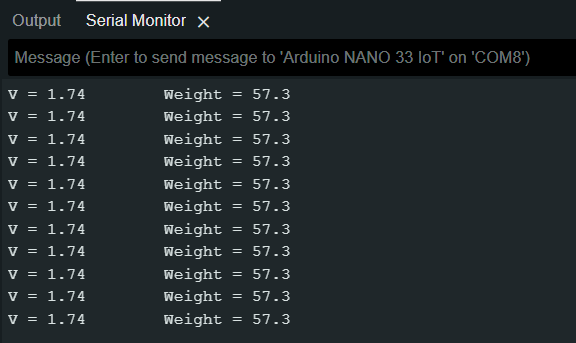 Output Serial Monitor ×
Message (Enter to send message to 'Arduino NANO 33 IoT' on 'COM8')
V = 1.74 Weight = 57.3
V = 1.74 Weight = 57.3
V = 1.74 Weight = 57.3
V = 1.74 Weight = 57.3
V = 1.74 Weight = 57.3
V = 1.74 Weight = 57.3
V = 1.74 Weight = 57.3
V = 1.74 Weight = 57.3
V = 1.74 Weight = 57.3
V = 1.74 Weight = 57.3
V = 1.74 Weight = 57.3